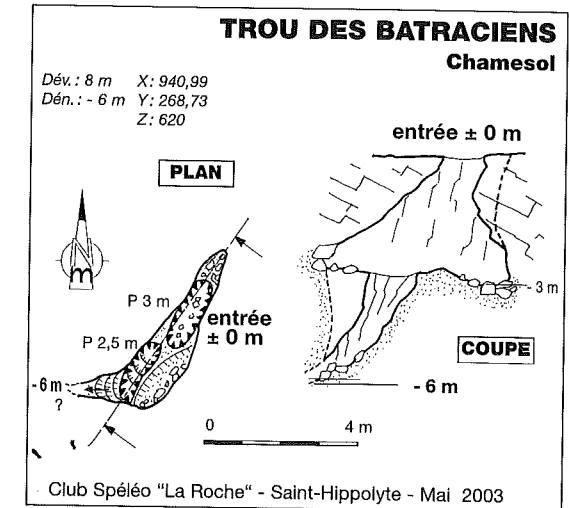 TROU DES BATRACIENS
Chamesol
Dév.: 8 m X: 940,99
Dén.: - 6 m Y: 268,73
Z: 620
entrée ± 0 m
PLAN
P 3 m
entrée
± 0 m
P 2,5 m
- 3 m
COUPE
-6 m
?
- 6 m
0 4 m
Club Spéléo "La Roche" - Saint-Hippolyte - Mai 2003